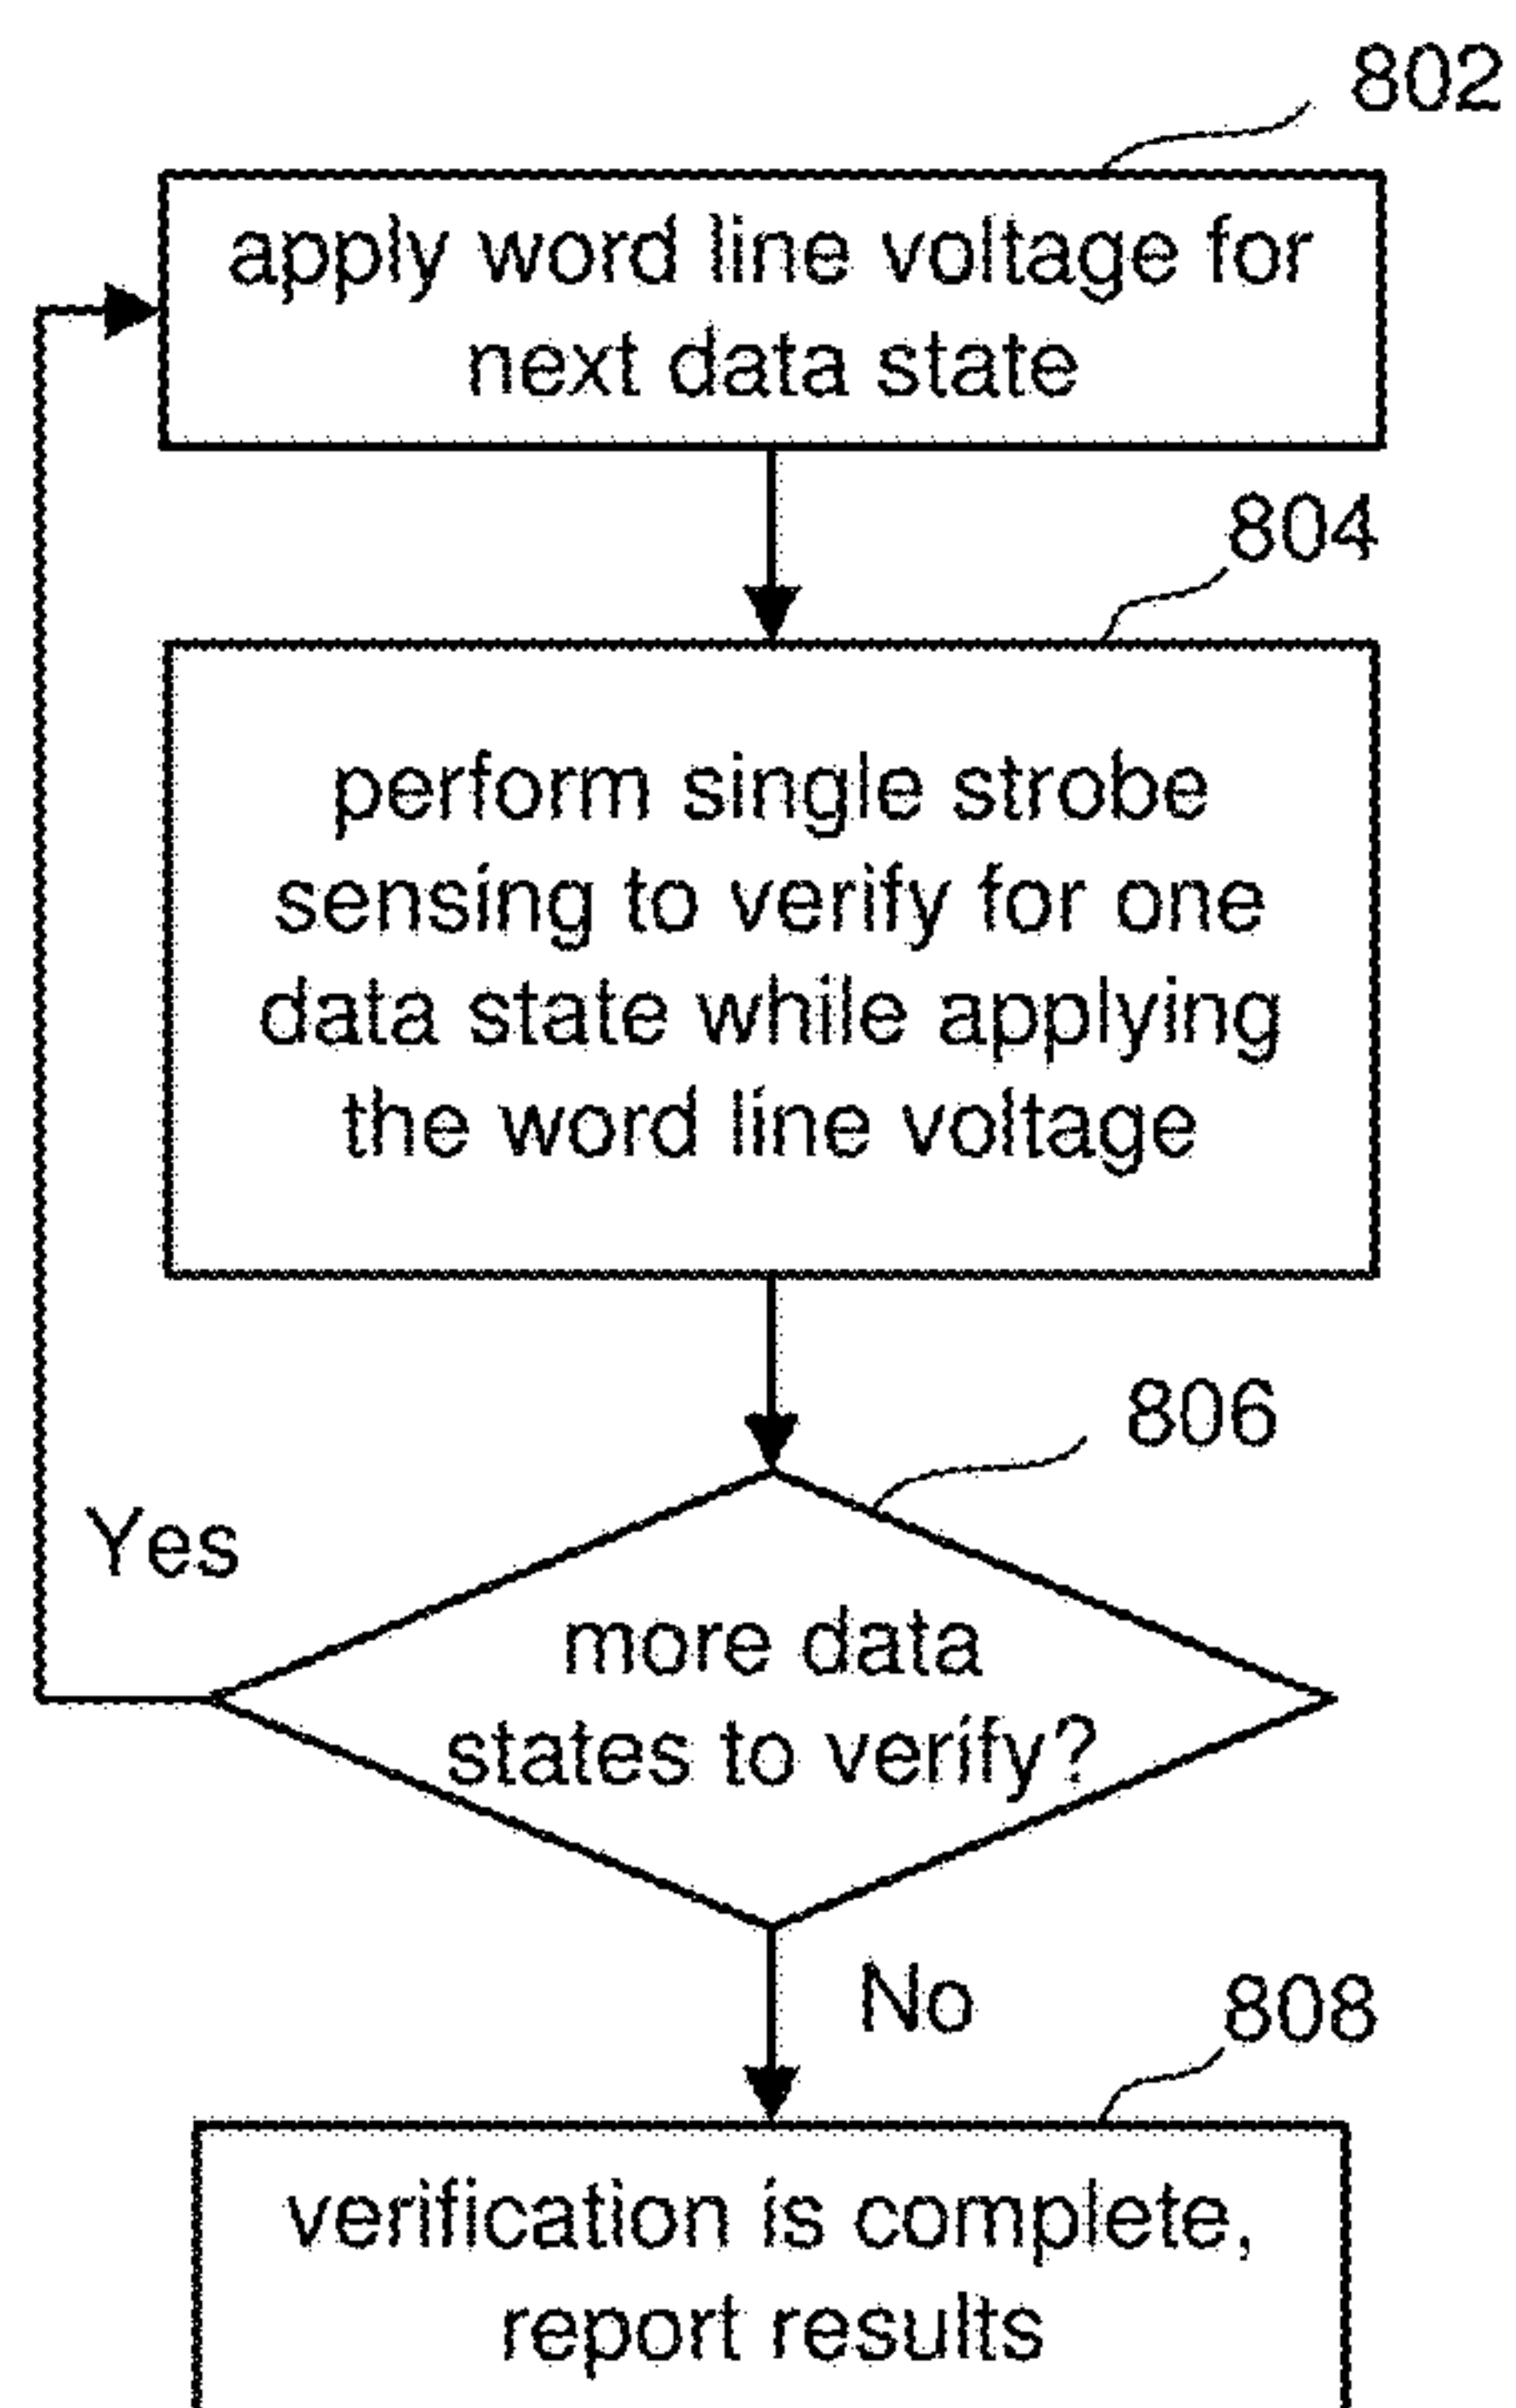 802
apply word line voltage for
next data state
804
perform single strobe
sensing to verify for one
data state while applying
the word line voltage
806
Yes
more data
states to verify?
No
808
verification is complete,
report results